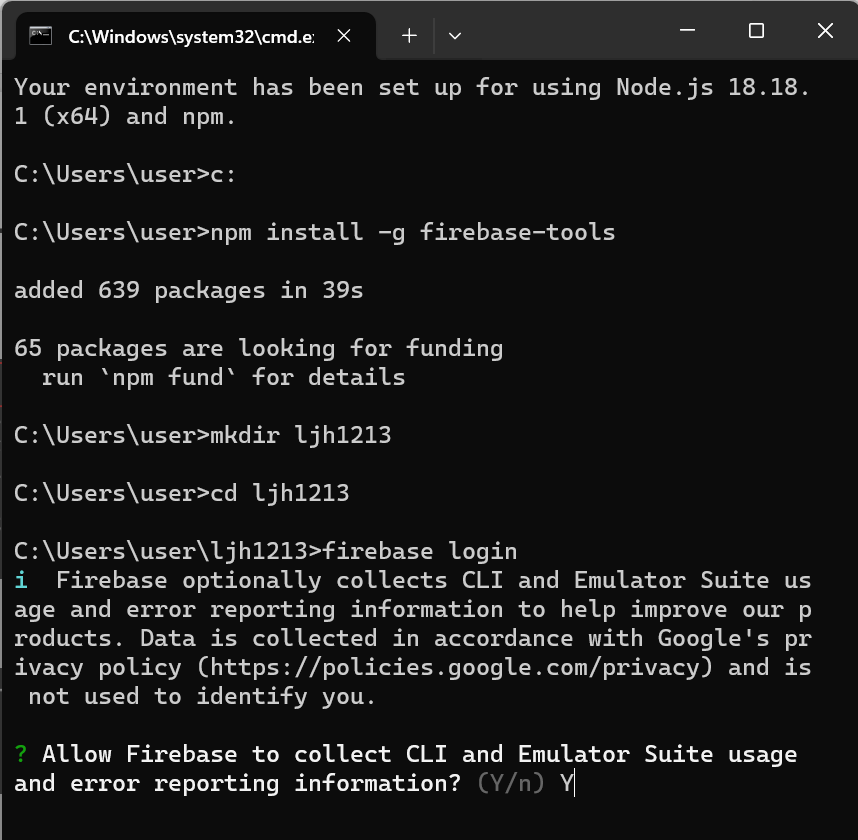 C:\Windows\system32\cmd.e
Your environment has been set up for using Node.js 18.18.
1 (x64) and npm.
C:\Users\user>c:
C:\Users\user>npm install -g firebase-tools
added 639 packages in 39s
65 packages are looking for funding
  run `npm fund` for details
C:\Users\user>mkdir ljh1213
C:\Users\user>cd ljh1213
C:\Users\user\ljh1213>firebase login
i  Firebase optionally collects CLI and Emulator Suite us
age and error reporting information to help improve our p
roducts. Data is collected in accordance with Google's pr
ivacy policy (https://policies.google.com/privacy) and is
 not used to identify you.
? Allow Firebase to collect CLI and Emulator Suite usage
and error reporting information? (Y/n) Y